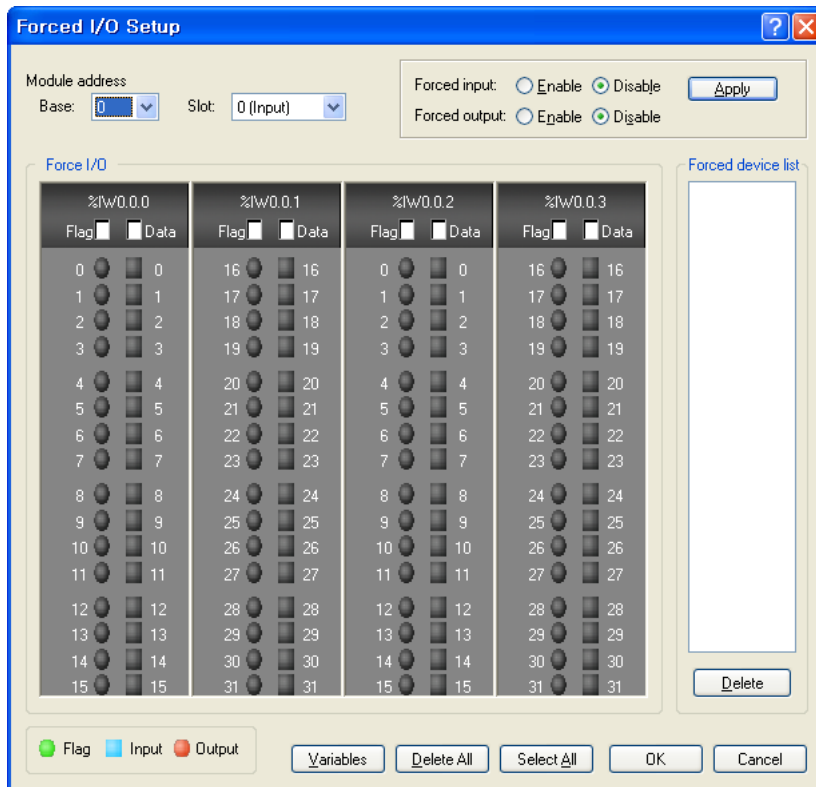 Forced I/O Setup
Module address
Base: 0 Slot: 0 (Input)
Forced input: Enable Disable Apply
Forced output: Enable Disable
Force I/O
Forced device list
%IW0.0.0 %IW0.0.1 %IW0.0.2 %IW0.0.3
Flag Data Flag Data Flag Data Flag Data
0 0 16 16 0 0 16 16
1 1 17 17 1 1 17 17
2 2 18 18 2 2 18 18
3 3 19 19 3 3 19 19
4 4 20 20 4 4 20 20
5 5 21 21 5 5 21 21
6 6 22 22 6 6 22 22
7 7 23 23 7 7 23 23
8 8 24 24 8 8 24 24
9 9 25 25 9 9 25 25
10 10 26 26 10 10 26 26
11 11 27 27 11 11 27 27
12 12 28 28 12 12 28 28
13 13 29 29 13 13 29 29
14 14 30 30 14 14 30 30
15 15 31 31 15 15 31 31
Delete
Flag Input Output
Variables Delete All Select All OK Cancel